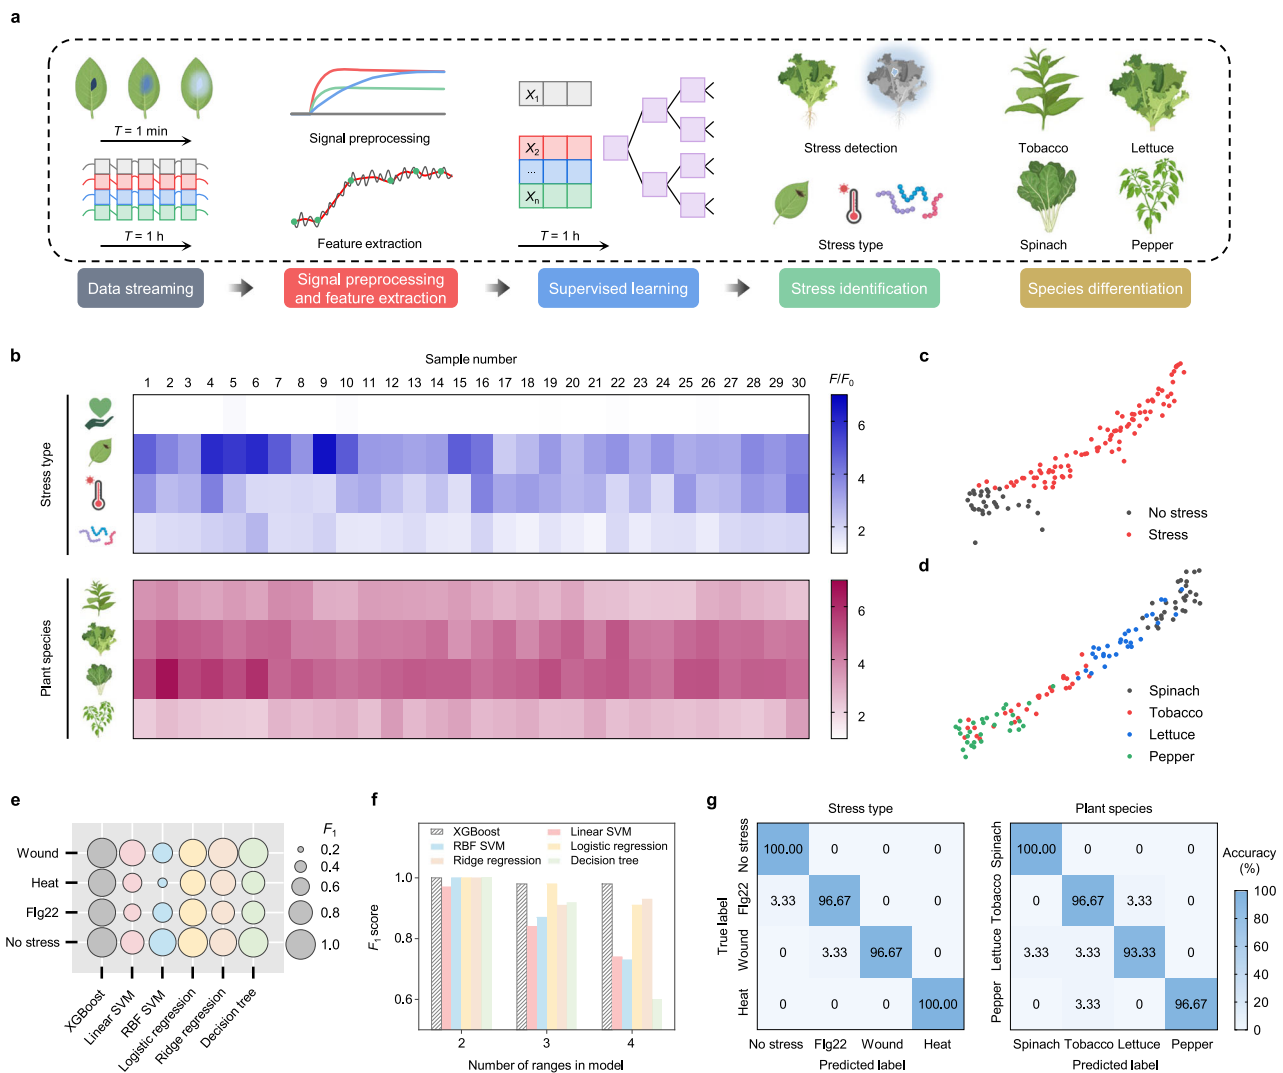 a
T = 1 min
T = 1 h
Signal preprocessing
Feature extraction
X1
X2
...
Xn
T = 1 h
Stress detection
Stress type
Tobacco
Lettuce
Spinach
Pepper
Data streaming
Signal preprocessing
and feature extraction
Supervised learning
Stress identification
Species differentiation
b
Sample number
1 2 3 4 5 6 7 8 9 10 11 12 13 14 15 16 17 18 19 20 21 22 23 24 25 26 27 28 29 30
F/F0
Stress type
6
4
2
Plant species
6
4
2
c
No stress
Stress
d
Spinach
Tobacco
Lettuce
Pepper
e
Wound
Heat
Flg22
No stress
XGBoost
Linear SVM
RBF SVM
Logistic regression
Ridge regression
Decision tree
F1
0.2
0.4
0.6
0.8
1.0
f
XGBoost
RBF SVM
Ridge regression
Linear SVM
Logistic regression
Decision tree
F1 score
1.0
0.8
0.6
2 3 4
Number of ranges in model
g
Stress type
True label
No stress
Flg22
Wound
Heat
100.00 0 0 0
3.33 96.67 0 0
0 3.33 96.67 0
0 0 0 100.00
No stress Flg22 Wound Heat
Predicted label
Plant species
Spinach
Tobacco
Lettuce
Pepper
100.00 0 0 0
0 96.67 3.33 0
3.33 3.33 93.33 0
0 3.33 0 96.67
Spinach Tobacco Lettuce Pepper
Predicted label
Accuracy
(%)
100
80
60
40
20
0